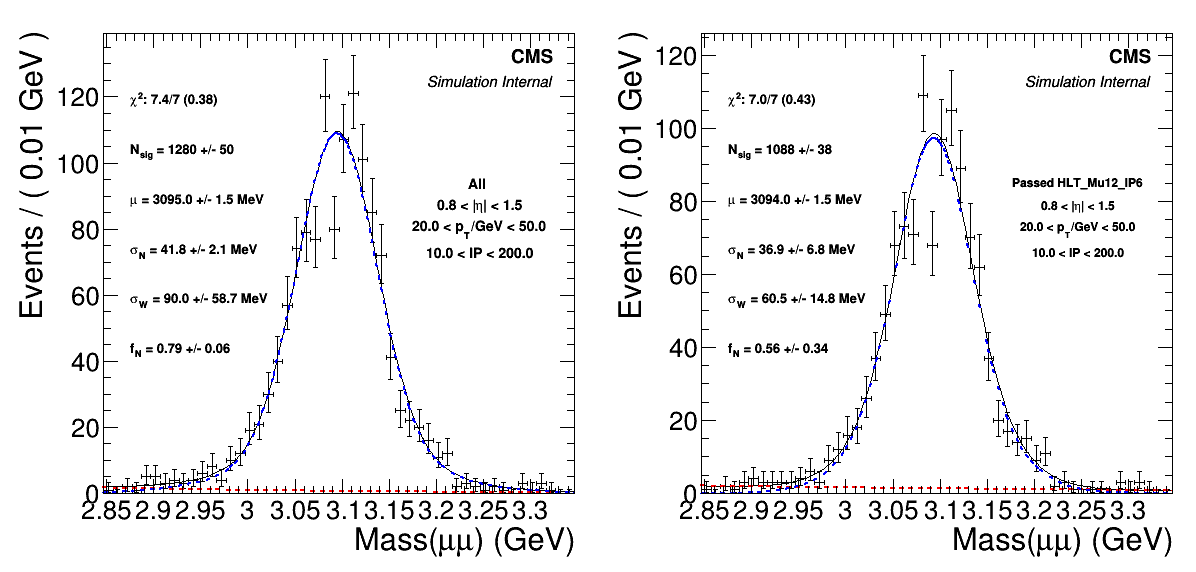 Events / ( 0.01 GeV )
120
100
80
60
40
20
0
CMS
Simulation Internal
χ²: 7.4/7 (0.38)
N_sig = 1280 +/- 50
μ = 3095.0 +/- 1.5 MeV
σ_N = 41.8 +/- 2.1 MeV
σ_W = 90.0 +/- 58.7 MeV
f_N = 0.79 +/- 0.06
All
0.8 < |η| < 1.5
20.0 < p_T/GeV < 50.0
10.0 < IP < 200.0
2.85 2.9 2.95 3 3.05 3.1 3.15 3.2 3.25 3.3
Mass(μμ) (GeV)
Events / ( 0.01 GeV )
120
100
80
60
40
20
0
CMS
Simulation Internal
χ²: 7.0/7 (0.43)
N_sig = 1088 +/- 38
μ = 3094.0 +/- 1.5 MeV
σ_N = 36.9 +/- 6.8 MeV
σ_W = 60.5 +/- 14.8 MeV
f_N = 0.56 +/- 0.34
Passed HLT_Mu12_IP6
0.8 < |η| < 1.5
20.0 < p_T/GeV < 50.0
10.0 < IP < 200.0
2.85 2.9 2.95 3 3.05 3.1 3.15 3.2 3.25 3.3
Mass(μμ) (GeV)